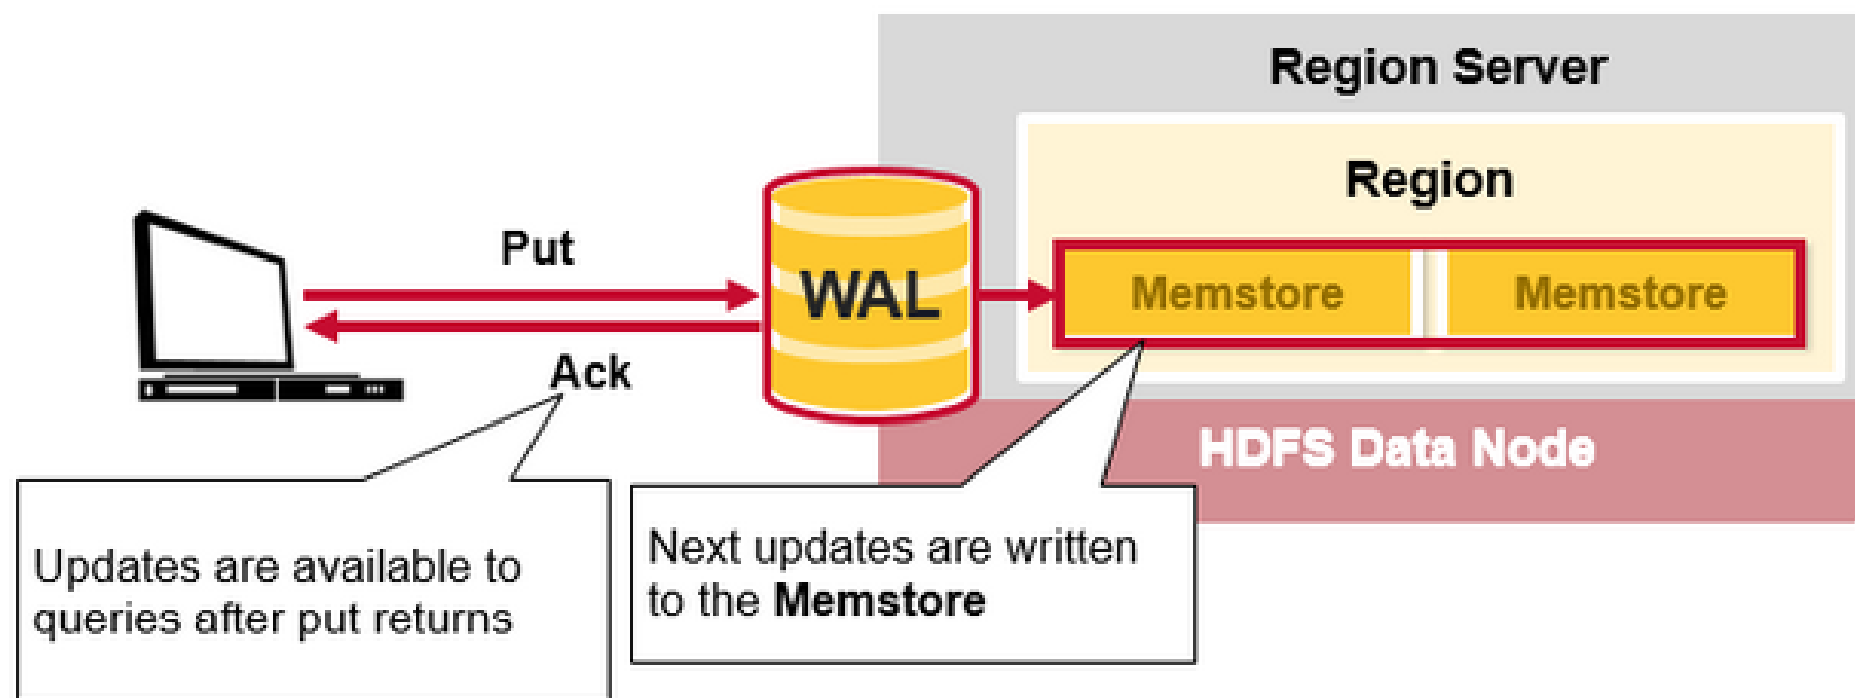 Region Server
Region
Put
WAL
Memstore
Memstore
Ack
HDFS Data Node
Updates are available to
queries after put returns
Next updates are written
to the Memstore